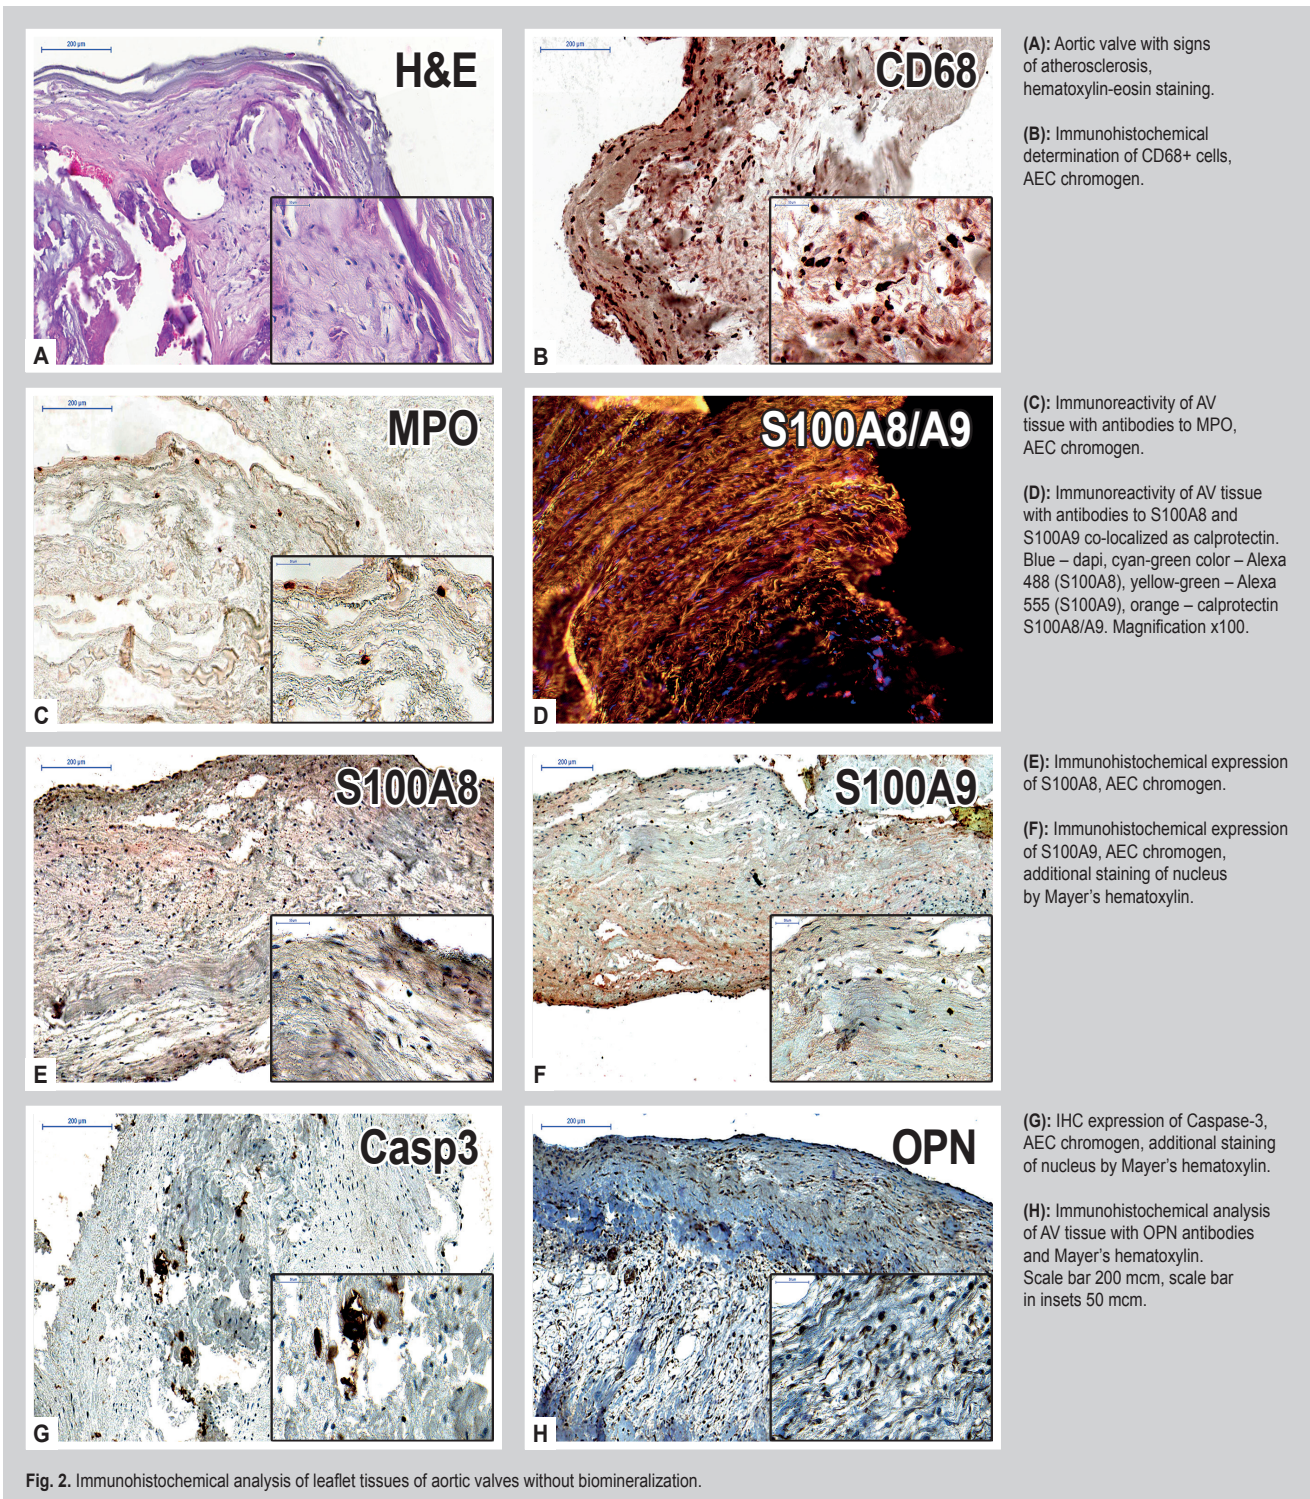 200 µm
H&E
A
200 µm
CD68
B
(A): Aortic valve with signs
of atherosclerosis,
hematoxylin-eosin staining.
(B): Immunohistochemical
determination of CD68+ cells,
AEC chromogen.
200 µm
MPO
C
S100A8/A9
D
(C): Immunoreactivity of AV
tissue with antibodies to MPO,
AEC chromogen.
(D): Immunoreactivity of AV tissue
with antibodies to S100A8 and
S100A9 co-localized as calprotectin.
Blue – dapi, cyan-green color – Alexa
488 (S100A8), yellow-green – Alexa
555 (S100A9), orange – calprotectin
S100A8/A9. Magnification x100.
200 µm
S100A8
E
200 µm
S100A9
F
(E): Immunohistochemical expression
of S100A8, AEC chromogen.
(F): Immunohistochemical expression
of S100A9, AEC chromogen,
additional staining of nucleus
by Mayer's hematoxylin.
200 µm
Casp3
G
200 µm
OPN
H
(G): IHC expression of Caspase-3,
AEC chromogen, additional staining
of nucleus by Mayer's hematoxylin.
(H): Immunohistochemical analysis
of AV tissue with OPN antibodies
and Mayer's hematoxylin.
Scale bar 200 mcm, scale bar
in insets 50 mcm.
Fig. 2. Immunohistochemical analysis of leaflet tissues of aortic valves without biomineralization.